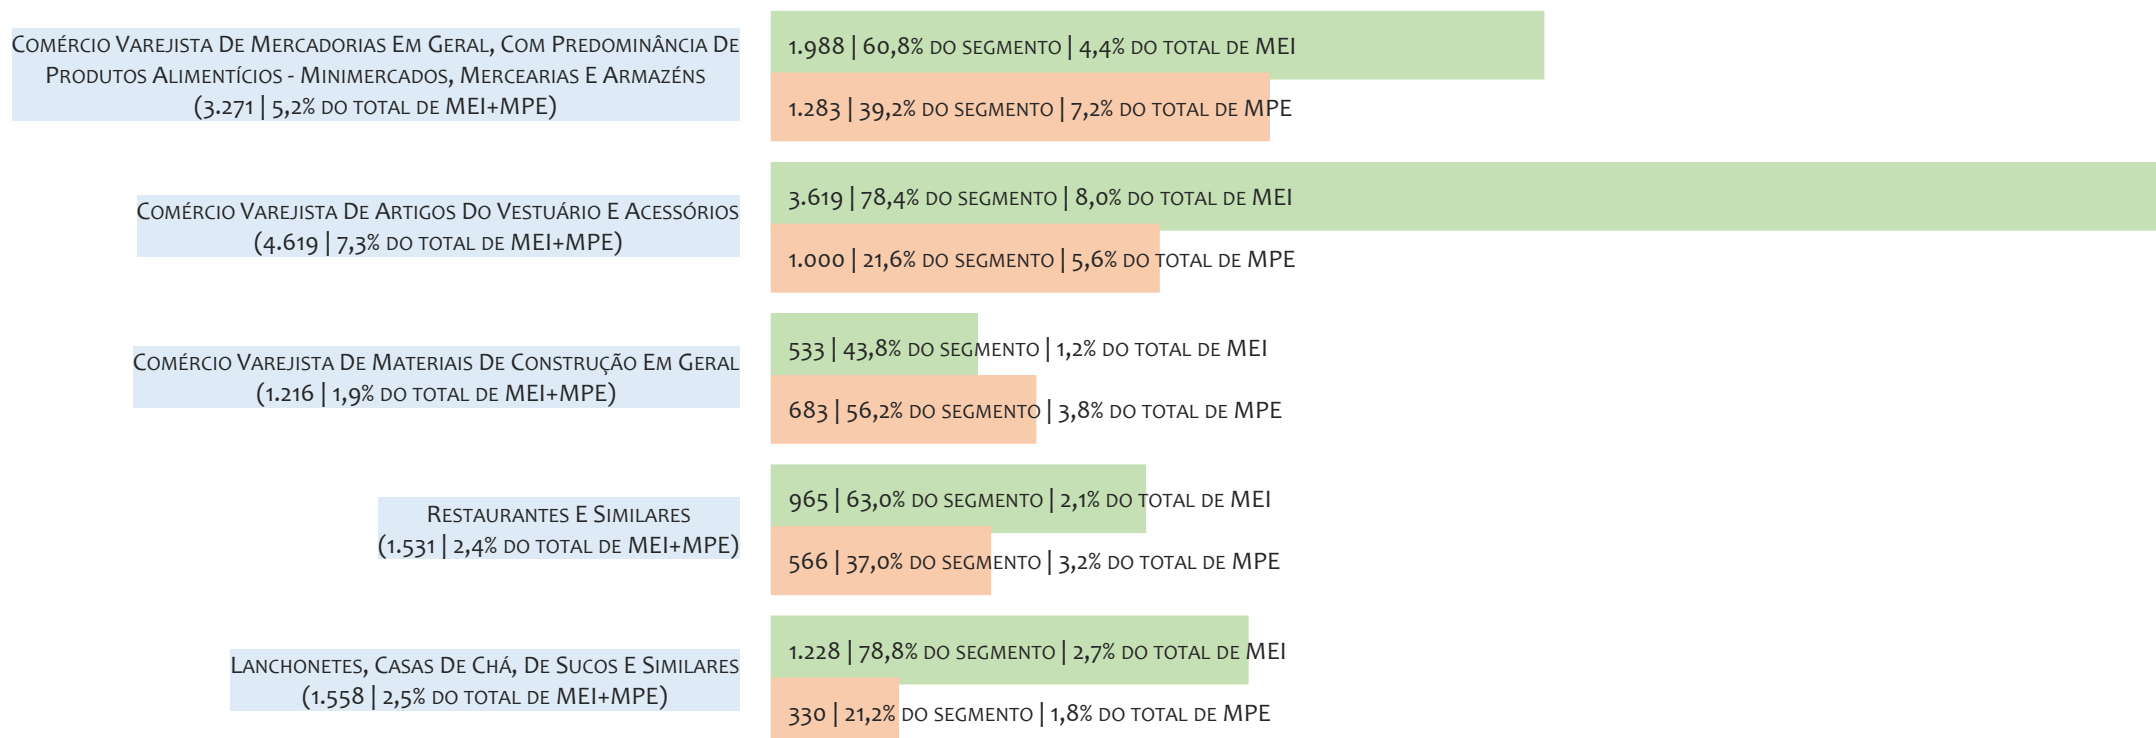 Comércio Varejista De Mercadorias Em Geral, Com Predominância De
Produtos Alimentícios - Minimercados, Mercearias E Armazéns
(3.271 | 5,2% do total de MEI+MPE)
1.988 | 60,8% do segmento | 4,4% do total de MEI
1.283 | 39,2% do segmento | 7,2% do total de MPE
Comércio Varejista De Artigos Do Vestuário E Acessórios
(4.619 | 7,3% do total de MEI+MPE)
3.619 | 78,4% do segmento | 8,0% do total de MEI
1.000 | 21,6% do segmento | 5,6% do total de MPE
Comércio Varejista De Materiais De Construção Em Geral
(1.216 | 1,9% do total de MEI+MPE)
533 | 43,8% do segmento | 1,2% do total de MEI
683 | 56,2% do segmento | 3,8% do total de MPE
Restaurantes E Similares
(1.531 | 2,4% do total de MEI+MPE)
965 | 63,0% do segmento | 2,1% do total de MEI
566 | 37,0% do segmento | 3,2% do total de MPE
Lanchonetes, Casas De Chá, De Sucos E Similares
(1.558 | 2,5% do total de MEI+MPE)
1.228 | 78,8% do segmento | 2,7% do total de MEI
330 | 21,2% do segmento | 1,8% do total de MPE